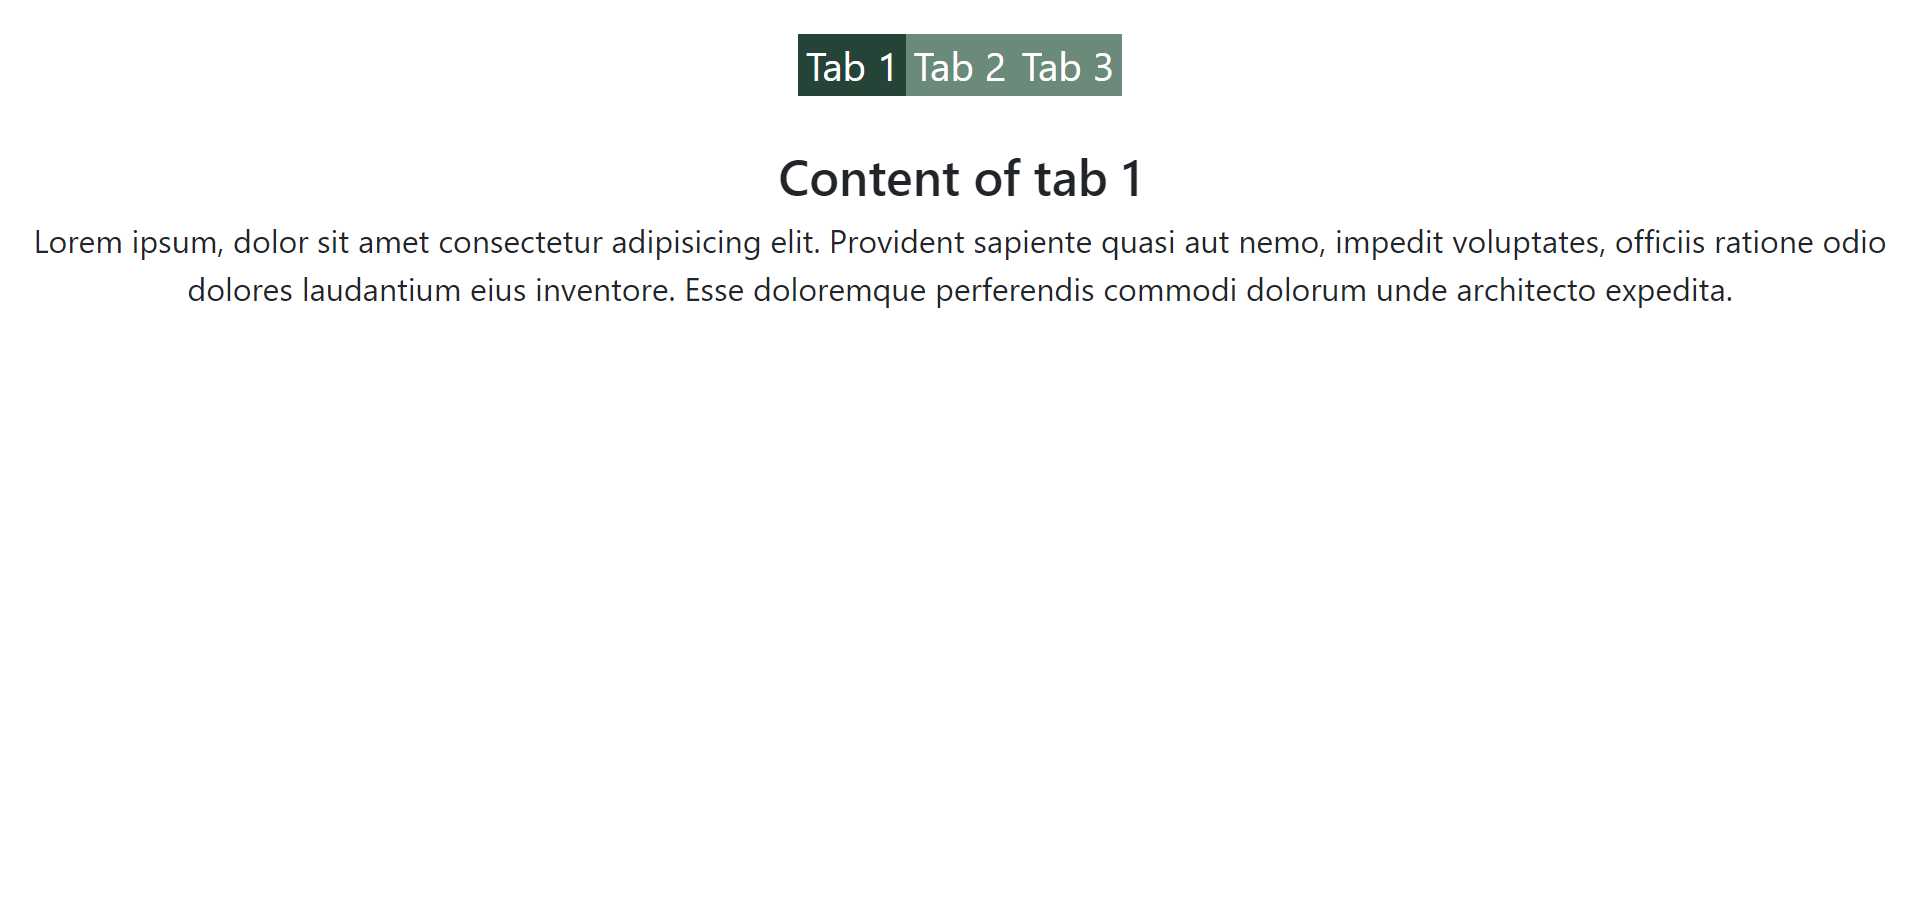 Tab 1 Tab 2 Tab 3
Content of tab 1
Lorem ipsum, dolor sit amet consectetur adipisicing elit. Provident sapiente quasi aut nemo, impedit voluptates, officiis ratione odio
dolores laudantium eius inventore. Esse doloremque perferendis commodi dolorum unde architecto expedita.